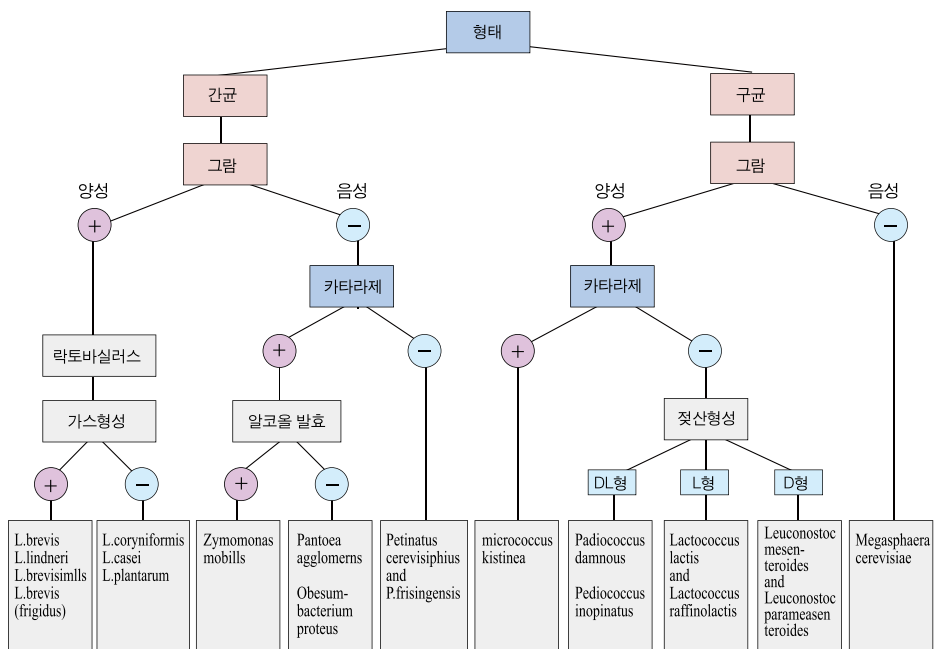 형태
간균
구균
그람
그람
양성
음성
양성
음성
+
−
+
−
카타라제
카타라제
+
−
+
−
락토바실러스
가스형성
알코올 발효
젖산형성
+
−
+
−
DL형
L형
D형
L.brevis
L.lindneri
L.brevisimlls
L.brevis
(frigidus)
L.coryniformis
L.casei
L.plantarum
Zymomonas
mobills
Pantoea
agglomerns
Obesum-
bacterium
proteus
Petinatus
cerevisiphius
and
P.frisingensis
micrococcus
kistinea
Padiococcus
damnous
Pediococcus
inopinatus
Lactococcus
lactis
and
Lactococcus
raffinolactis
Leuconostoc
mesen-
teroides
and
Leuconostoc
parameasen
teroides
Megasphaera
cerevisiae